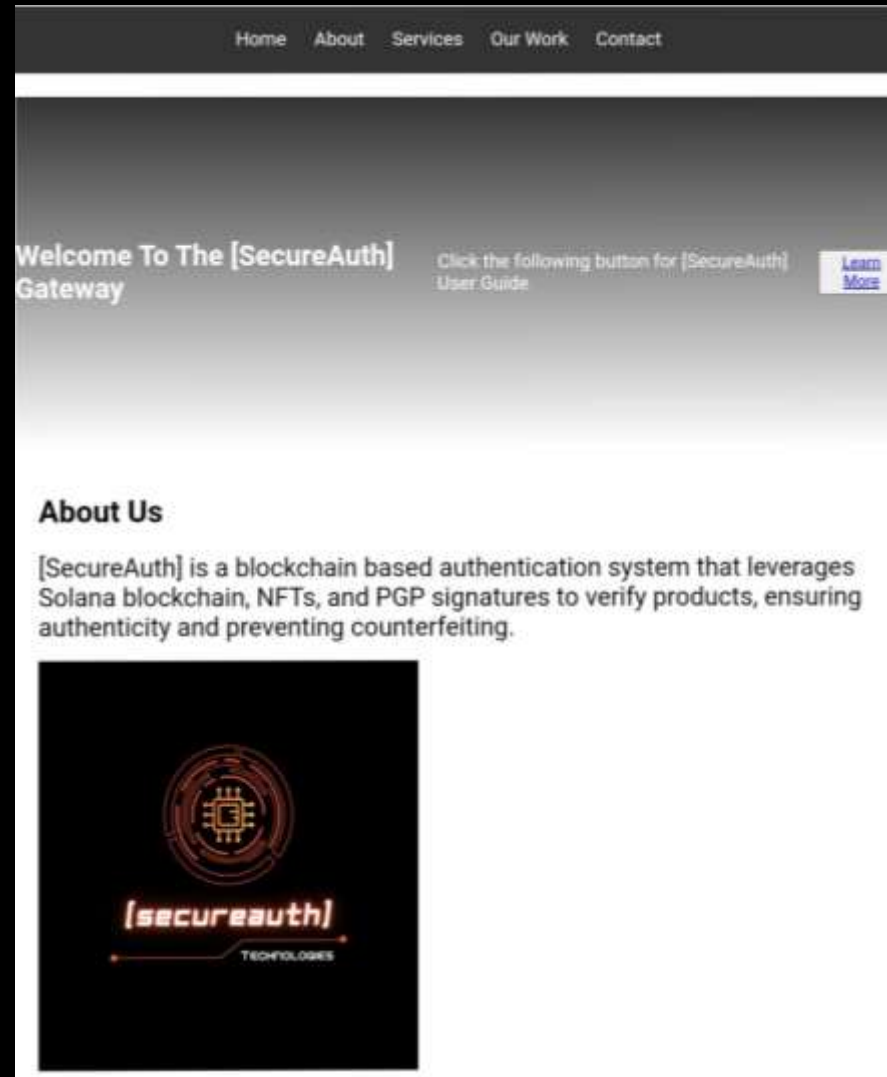 Home About Services Our Work Contact
Welcome To The [SecureAuth]
Gateway
Click the following button for [SecureAuth]
User Guide
Learn
More
About Us
[SecureAuth] is a blockchain based authentication system that leverages
Solana blockchain, NFTs, and PGP signatures to verify products, ensuring
authenticity and preventing counterfeiting.
[secureauth]
TECHNOLOGIES